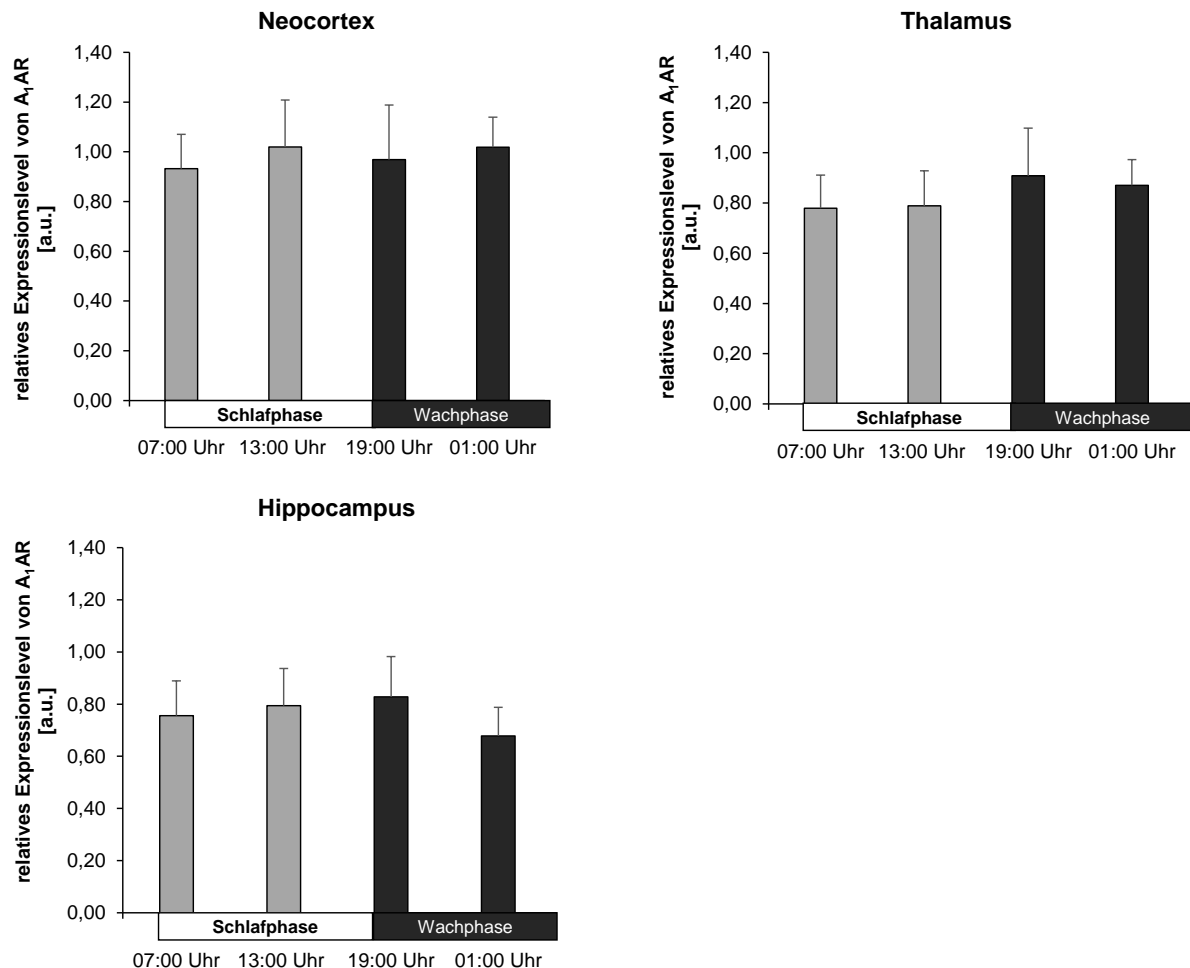 Neocortex
relatives Expressionslevel von A₁AR
[a.u.]
1,40
1,20
1,00
0,80
0,60
0,40
0,20
0,00
Schlafphase Wachphase
07:00 Uhr 13:00 Uhr 19:00 Uhr 01:00 Uhr
Thalamus
relatives Expressionslevel von A₁AR
[a.u.]
1,40
1,20
1,00
0,80
0,60
0,40
0,20
0,00
Schlafphase Wachphase
07:00 Uhr 13:00 Uhr 19:00 Uhr 01:00 Uhr
Hippocampus
relatives Expressionslevel von A₁AR
[a.u.]
1,40
1,20
1,00
0,80
0,60
0,40
0,20
0,00
Schlafphase Wachphase
07:00 Uhr 13:00 Uhr 19:00 Uhr 01:00 Uhr